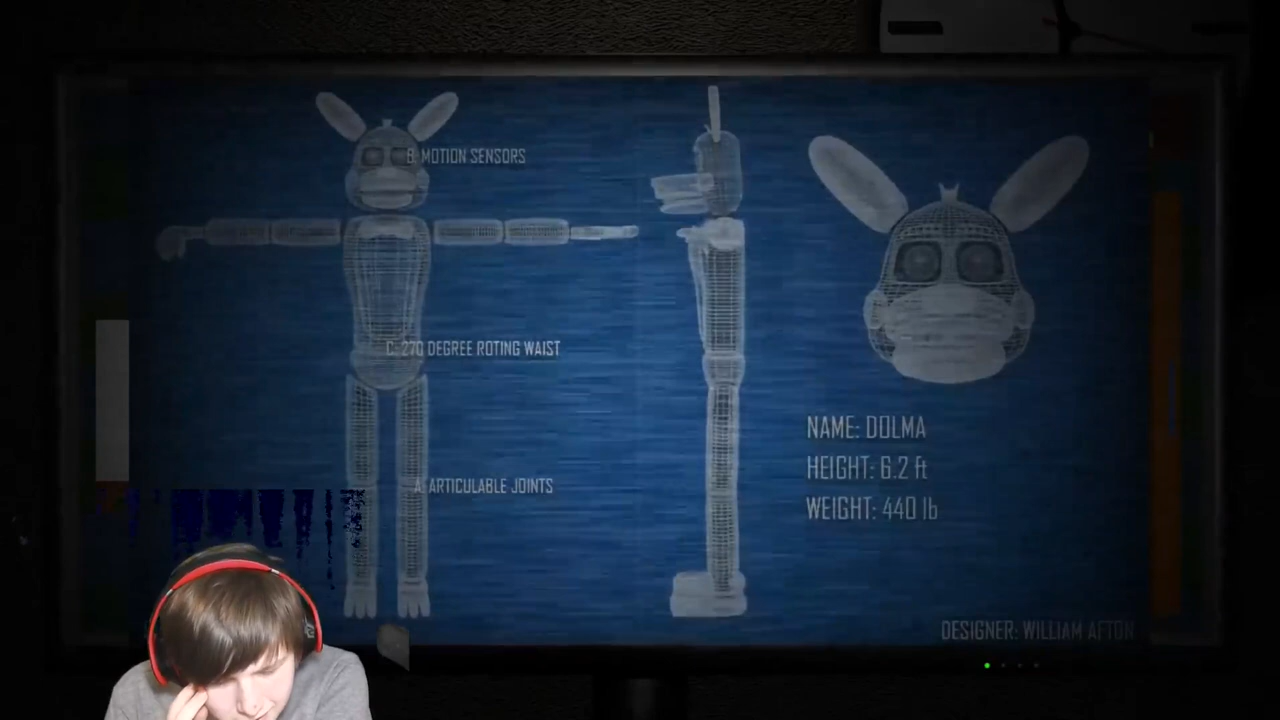 B: MOTION SENSORS
C: 270 DEGREE ROTING WAIST
A: ARTICULABLE JOINTS
NAME: DOLMA
HEIGHT: 6.2 ft
WEIGHT: 440 lb
DESIGNER: WILLIAM AFTON